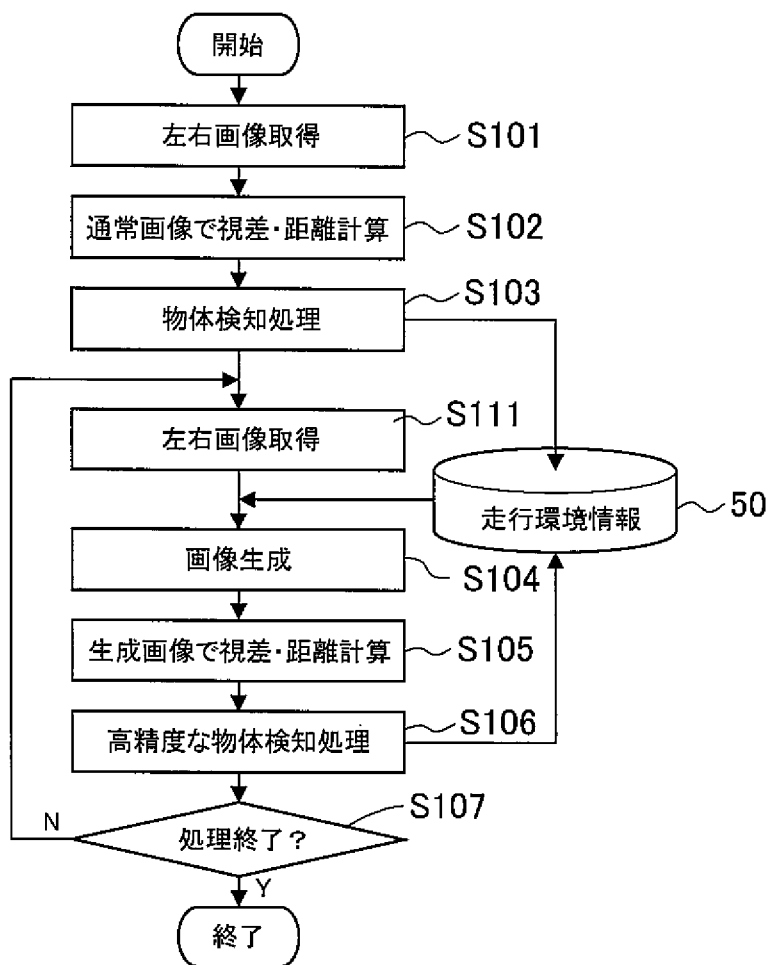 開始
左右画像取得
S101
通常画像で視差・距離計算
S102
物体検知処理
S103
左右画像取得
S111
走行環境情報
50
画像生成
S104
生成画像で視差・距離計算
S105
高精度な物体検知処理
S106
処理終了?
S107
N
Y
終了